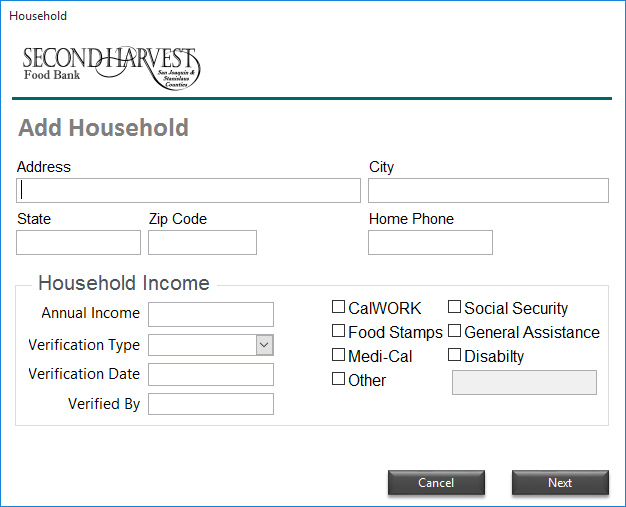 Household
SECOND HARVEST
Food Bank
San Joaquin &
Stanislaus
Counties
Add Household
Address
City
State
Zip Code
Home Phone
Household Income
Annual Income
Verification Type
Verification Date
Verified By
CalWORK
Social Security
Food Stamps
General Assistance
Medi-Cal
Disabilty
Other
Cancel
Next